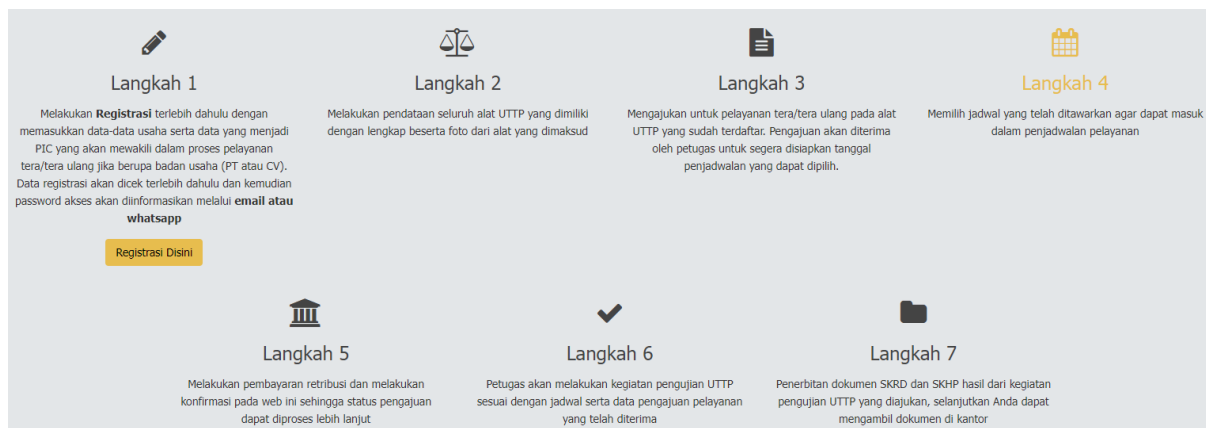 Langkah 1
Melakukan Registrasi terlebih dahulu dengan
memasukkan data-data usaha serta data yang menjadi
PIC yang akan mewakili dalam proses pelayanan
tera/tera ulang jika berupa badan usaha (PT atau CV).
Data registrasi akan dicek terlebih dahulu dan kemudian
password akses akan diinformasikan melalui email atau
whatsapp
Registrasi Disini
Langkah 2
Melakukan pendataan seluruh alat UTTP yang dimiliki
dengan lengkap beserta foto dari alat yang dimaksud
Langkah 3
Mengajukan untuk pelayanan tera/tera ulang pada alat
UTTP yang sudah terdaftar. Pengajuan akan diterima
oleh petugas untuk segera disiapkan tanggal
penjadwalan yang dapat dipilih.
Langkah 4
Memilih jadwal yang telah ditawarkan agar dapat masuk
dalam penjadwalan pelayanan
Langkah 5
Melakukan pembayaran retribusi dan melakukan
konfirmasi pada web ini sehingga status pengajuan
dapat diproses lebih lanjut
Langkah 6
Petugas akan melakukan kegiatan pengujian UTTP
sesuai dengan jadwal serta data pengajuan pelayanan
yang telah diterima
Langkah 7
Penerbitan dokumen SKRD dan SKHP hasil dari kegiatan
pengujian UTTP yang diajukan, selanjutkan Anda dapat
mengambil dokumen di kantor